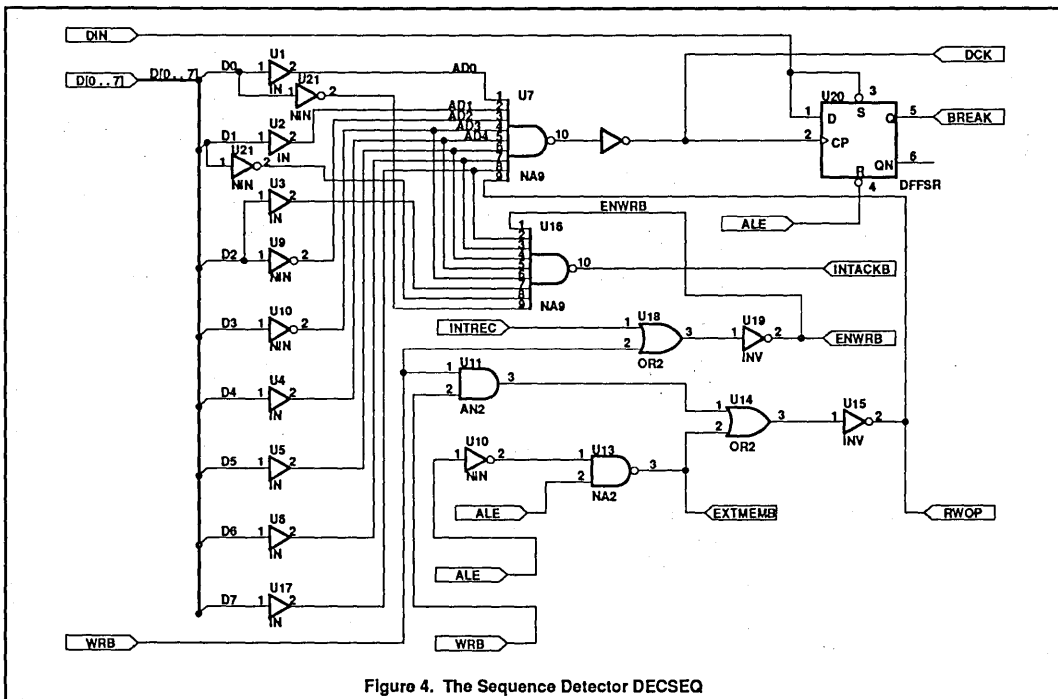 DIN
D[0..7]
D[0..7]
D0
1
U1
2
IN
AD0
U21
1
2
NIN
AD1
AD2
AD3
AD4
D1
1
U2
2
IN
U21
1
2
NIN
U3
1
2
IN
D2
1
U9
2
NIN
D3
1
U10
2
NIN
D4
1
U4
2
IN
D5
1
U5
2
IN
D6
1
U6
2
IN
D7
1
U17
2
IN
U7
1
2
3
4
5
6
7
8
9
10
NA9
DCK
U20
3
S
1
D
Q
5
BREAK
2
CP
QN
6
R
4
DFFSR
ALE
ENWRB
U16
1
2
3
4
5
6
7
8
9
10
NA9
INTACKB
INTREC
U18
1
2
3
OR2
U19
1
2
INV
ENWRB
U11
1
2
3
AN2
U14
1
2
3
OR2
U15
1
2
INV
U10
1
2
NIN
U13
1
2
3
NA2
ALE
EXTMEMB
RWOP
ALE
WRB
WRB
Figure 4. The Sequence Detector DECSEQ